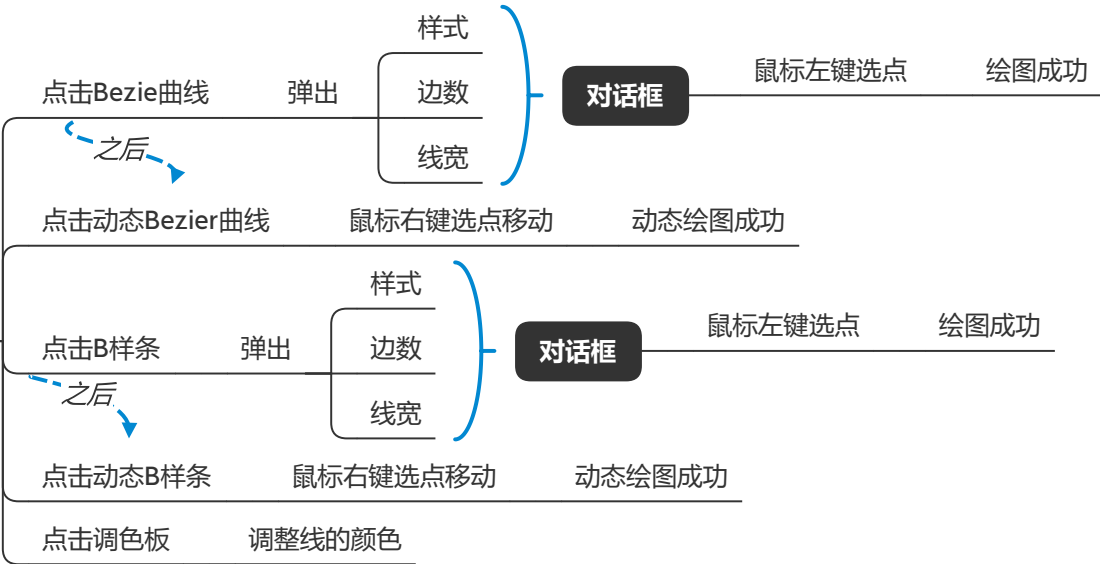 样式
点击Bezie曲线 弹出 边数 对话框 鼠标左键选点 绘图成功
线宽
之后
点击动态Bezier曲线 鼠标右键选点移动 动态绘图成功
样式
点击B样条 弹出 边数 对话框 鼠标左键选点 绘图成功
线宽
之后
点击动态B样条 鼠标右键选点移动 动态绘图成功
点击调色板 调整线的颜色